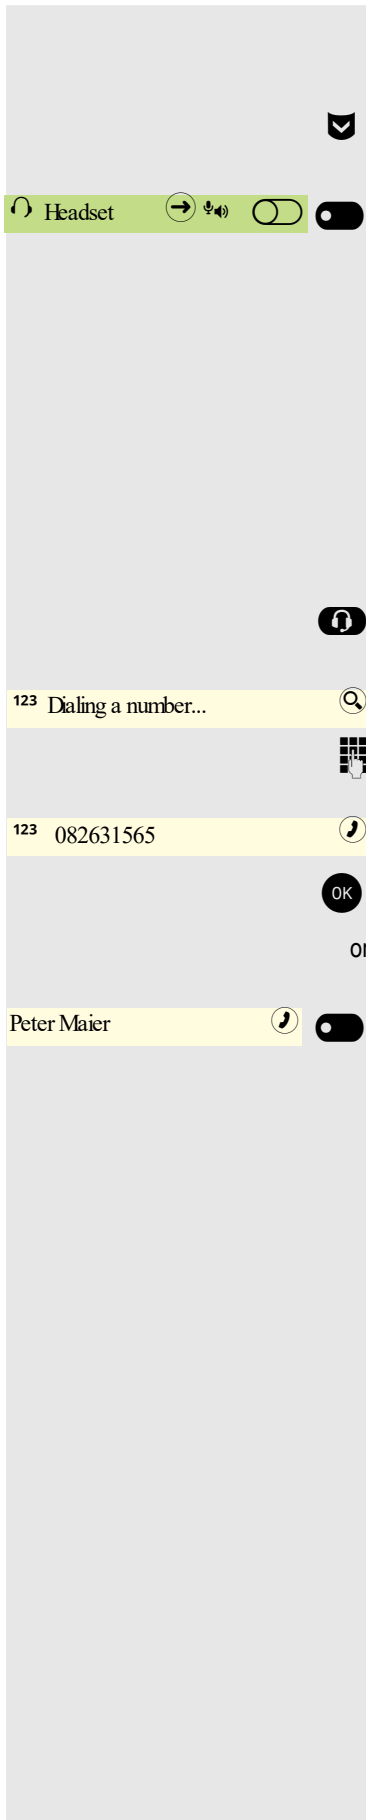 Headset
123 Dialing a number...
123 082631565
OK
Peter Maier